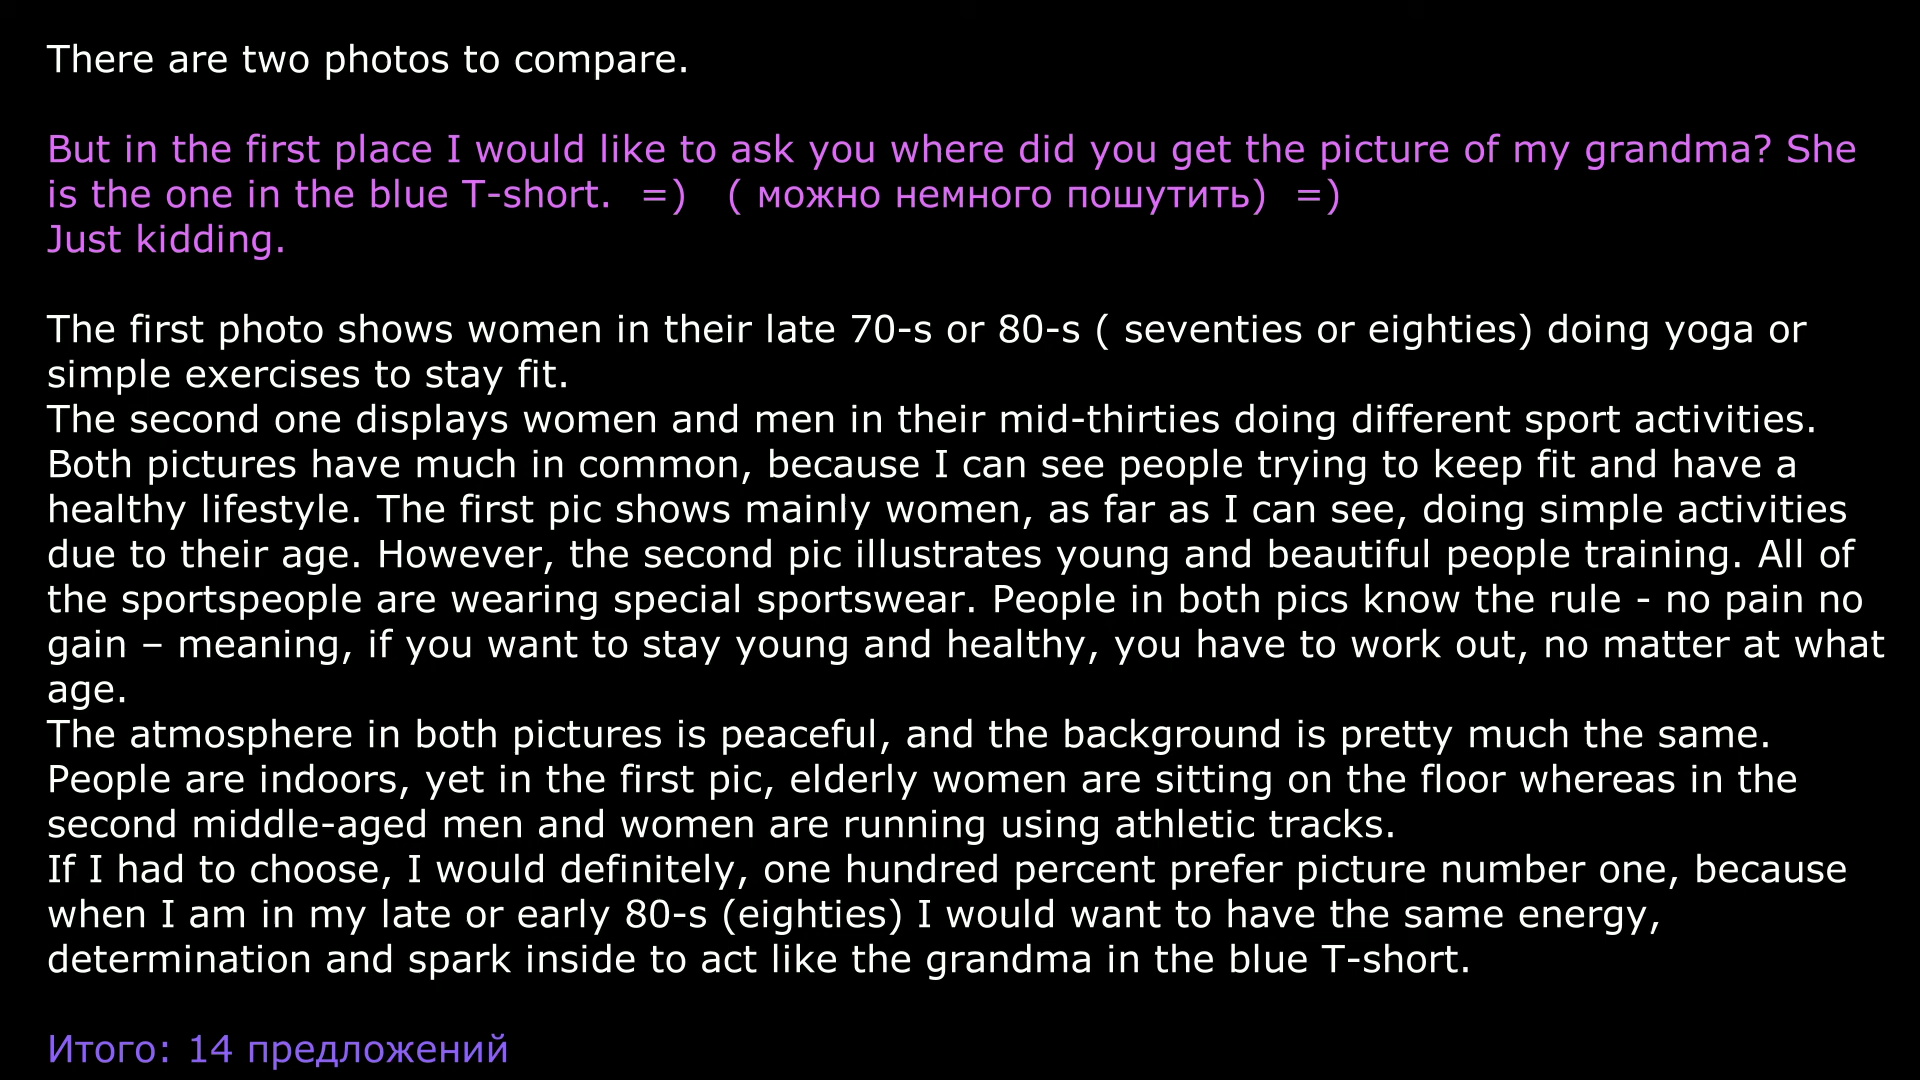 There are two photos to compare.
But in the first place I would like to ask you where did you get the picture of my grandma? She
is the one in the blue T-short.  =)   ( можно немного пошутить)  =)
Just kidding.
The first photo shows women in their late 70-s or 80-s ( seventies or eighties) doing yoga or
simple exercises to stay fit.
The second one displays women and men in their mid-thirties doing different sport activities.
Both pictures have much in common, because I can see people trying to keep fit and have a
healthy lifestyle. The first pic shows mainly women, as far as I can see, doing simple activities
due to their age. However, the second pic illustrates young and beautiful people training. All of
the sportspeople are wearing special sportswear. People in both pics know the rule - no pain no
gain – meaning, if you want to stay young and healthy, you have to work out, no matter at what
age.
The atmosphere in both pictures is peaceful, and the background is pretty much the same.
People are indoors, yet in the first pic, elderly women are sitting on the floor whereas in the
second middle-aged men and women are running using athletic tracks.
If I had to choose, I would definitely, one hundred percent prefer picture number one, because
when I am in my late or early 80-s (eighties) I would want to have the same energy,
determination and spark inside to act like the grandma in the blue T-short.
Итого: 14 предложений